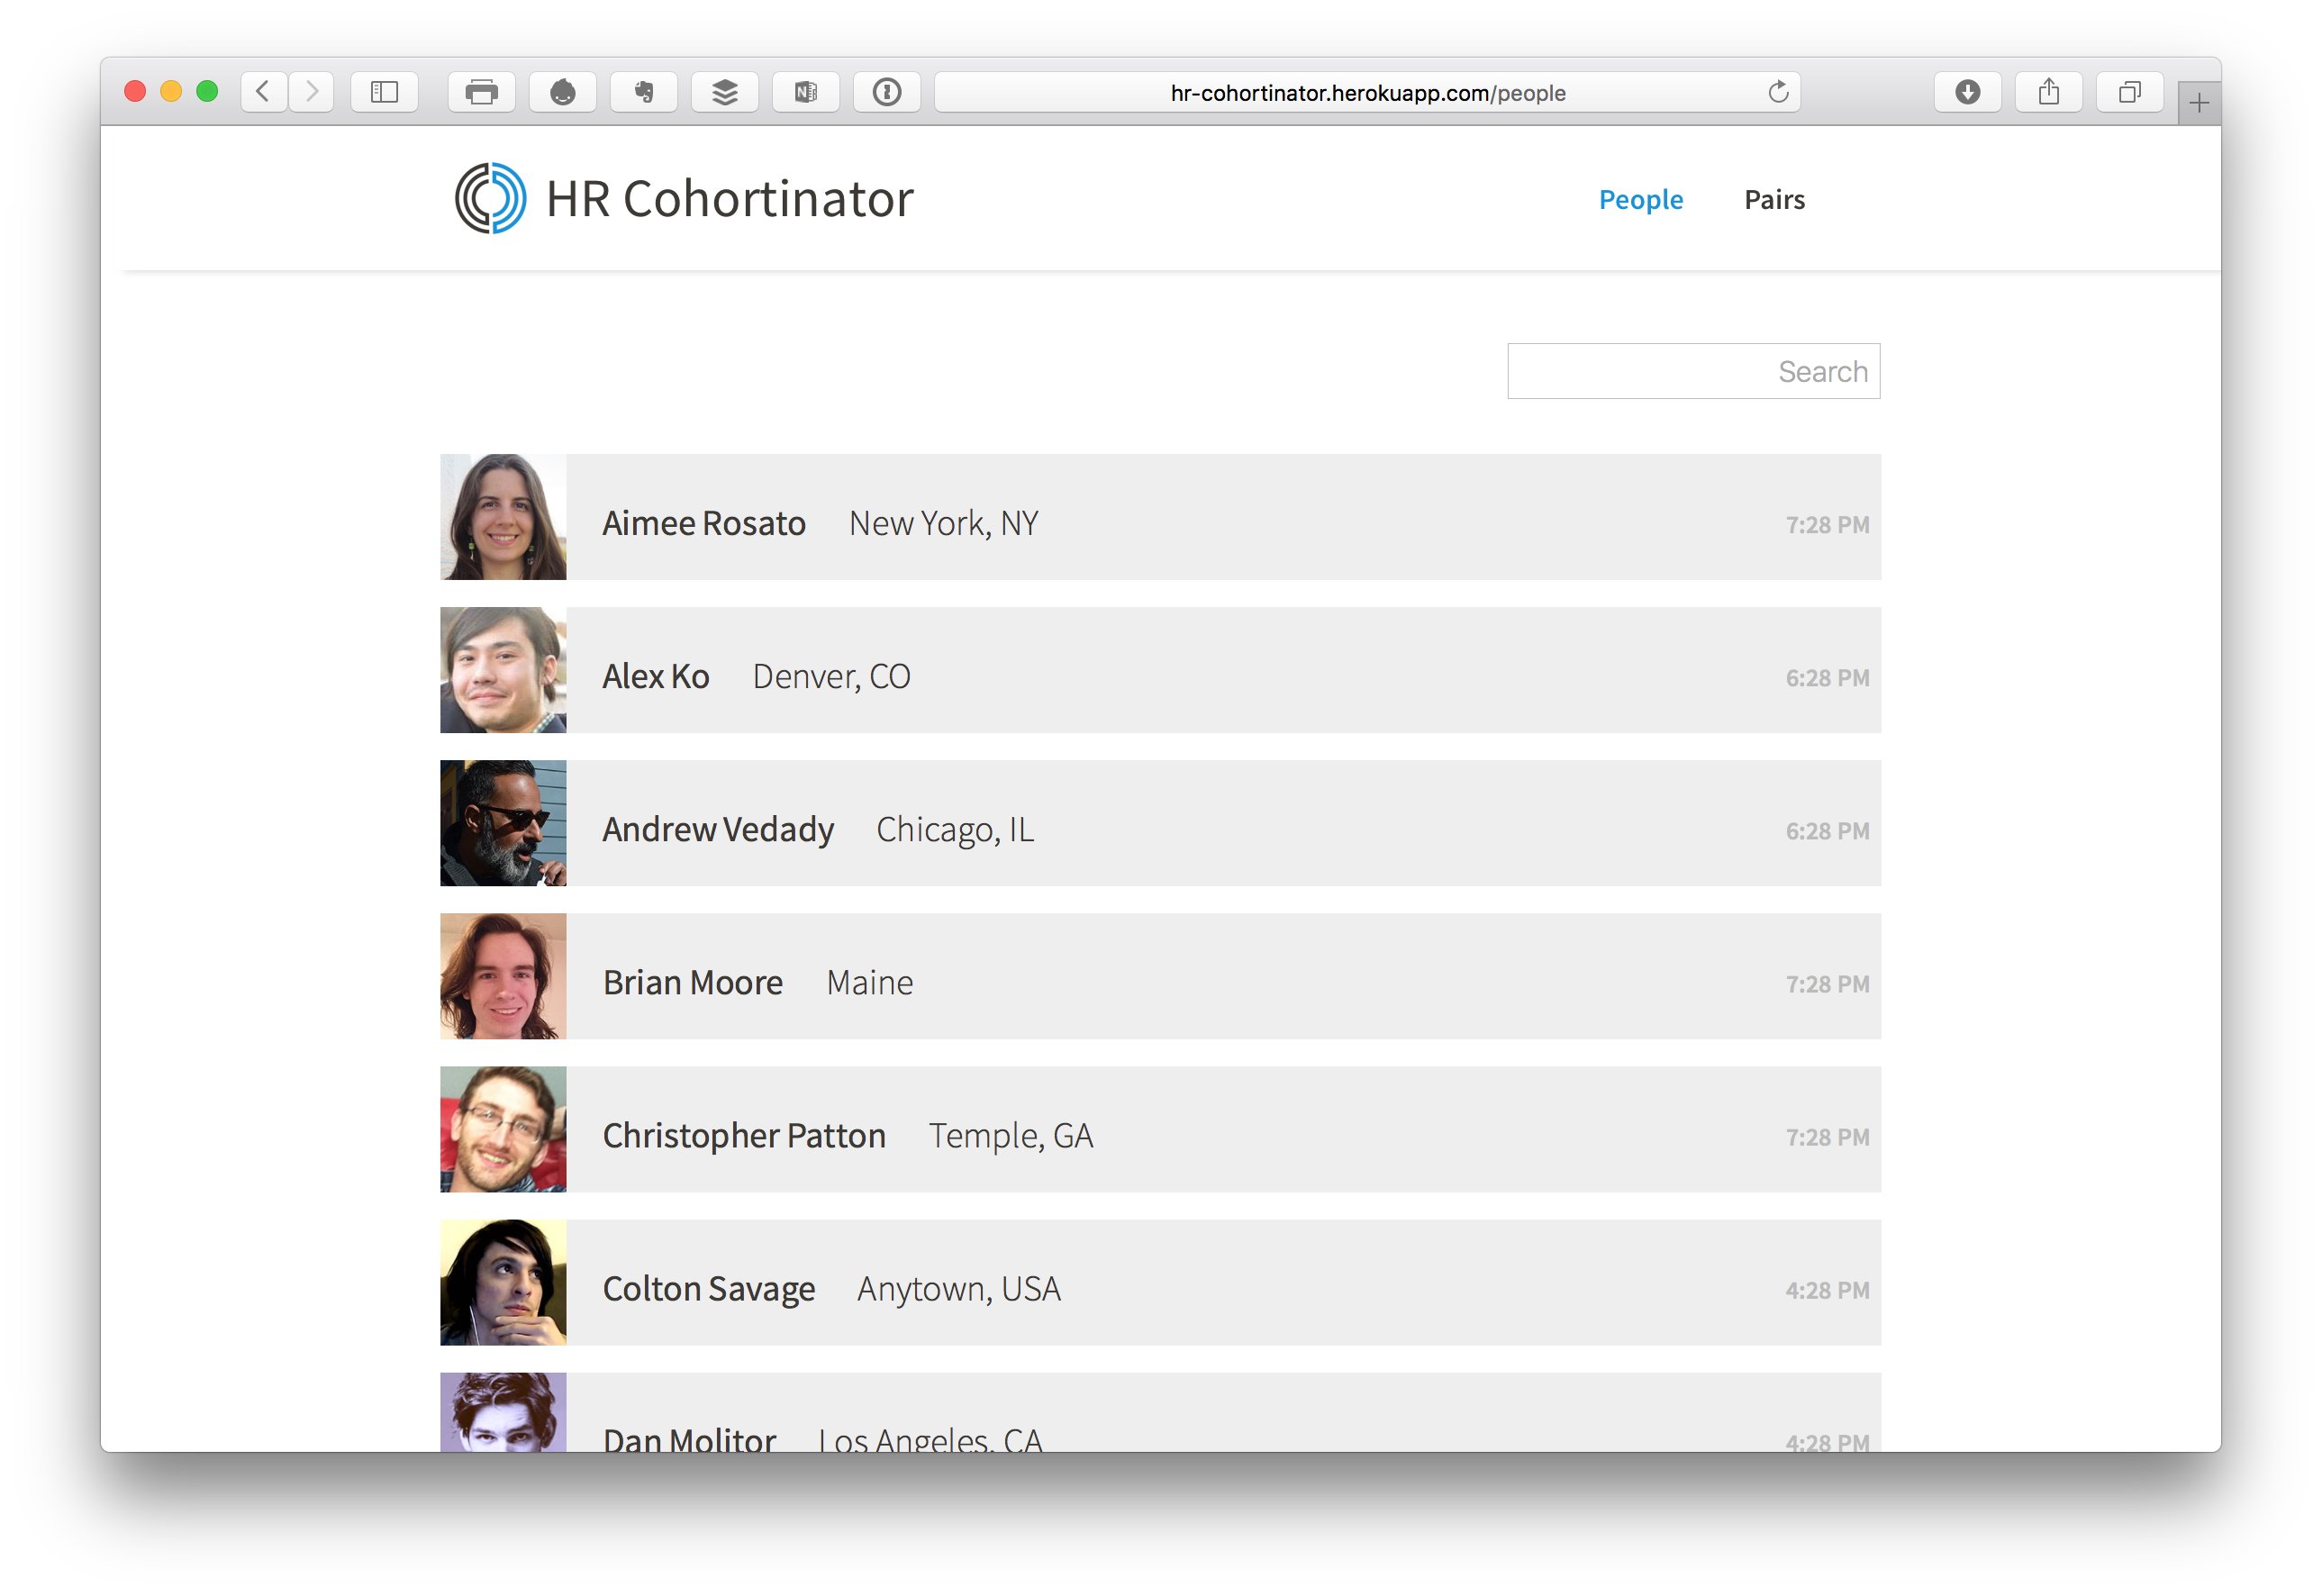 hr-cohortinator.herokuapp.com/people
HR Cohortinator
People Pairs
Search
Aimee Rosato New York, NY 7:28 PM
Alex Ko Denver, CO 6:28 PM
Andrew Vedady Chicago, IL 6:28 PM
Brian Moore Maine 7:28 PM
Christopher Patton Temple, GA 7:28 PM
Colton Savage Anytown, USA 4:28 PM
Dan Molitor Los Angeles, CA 4:28 PM